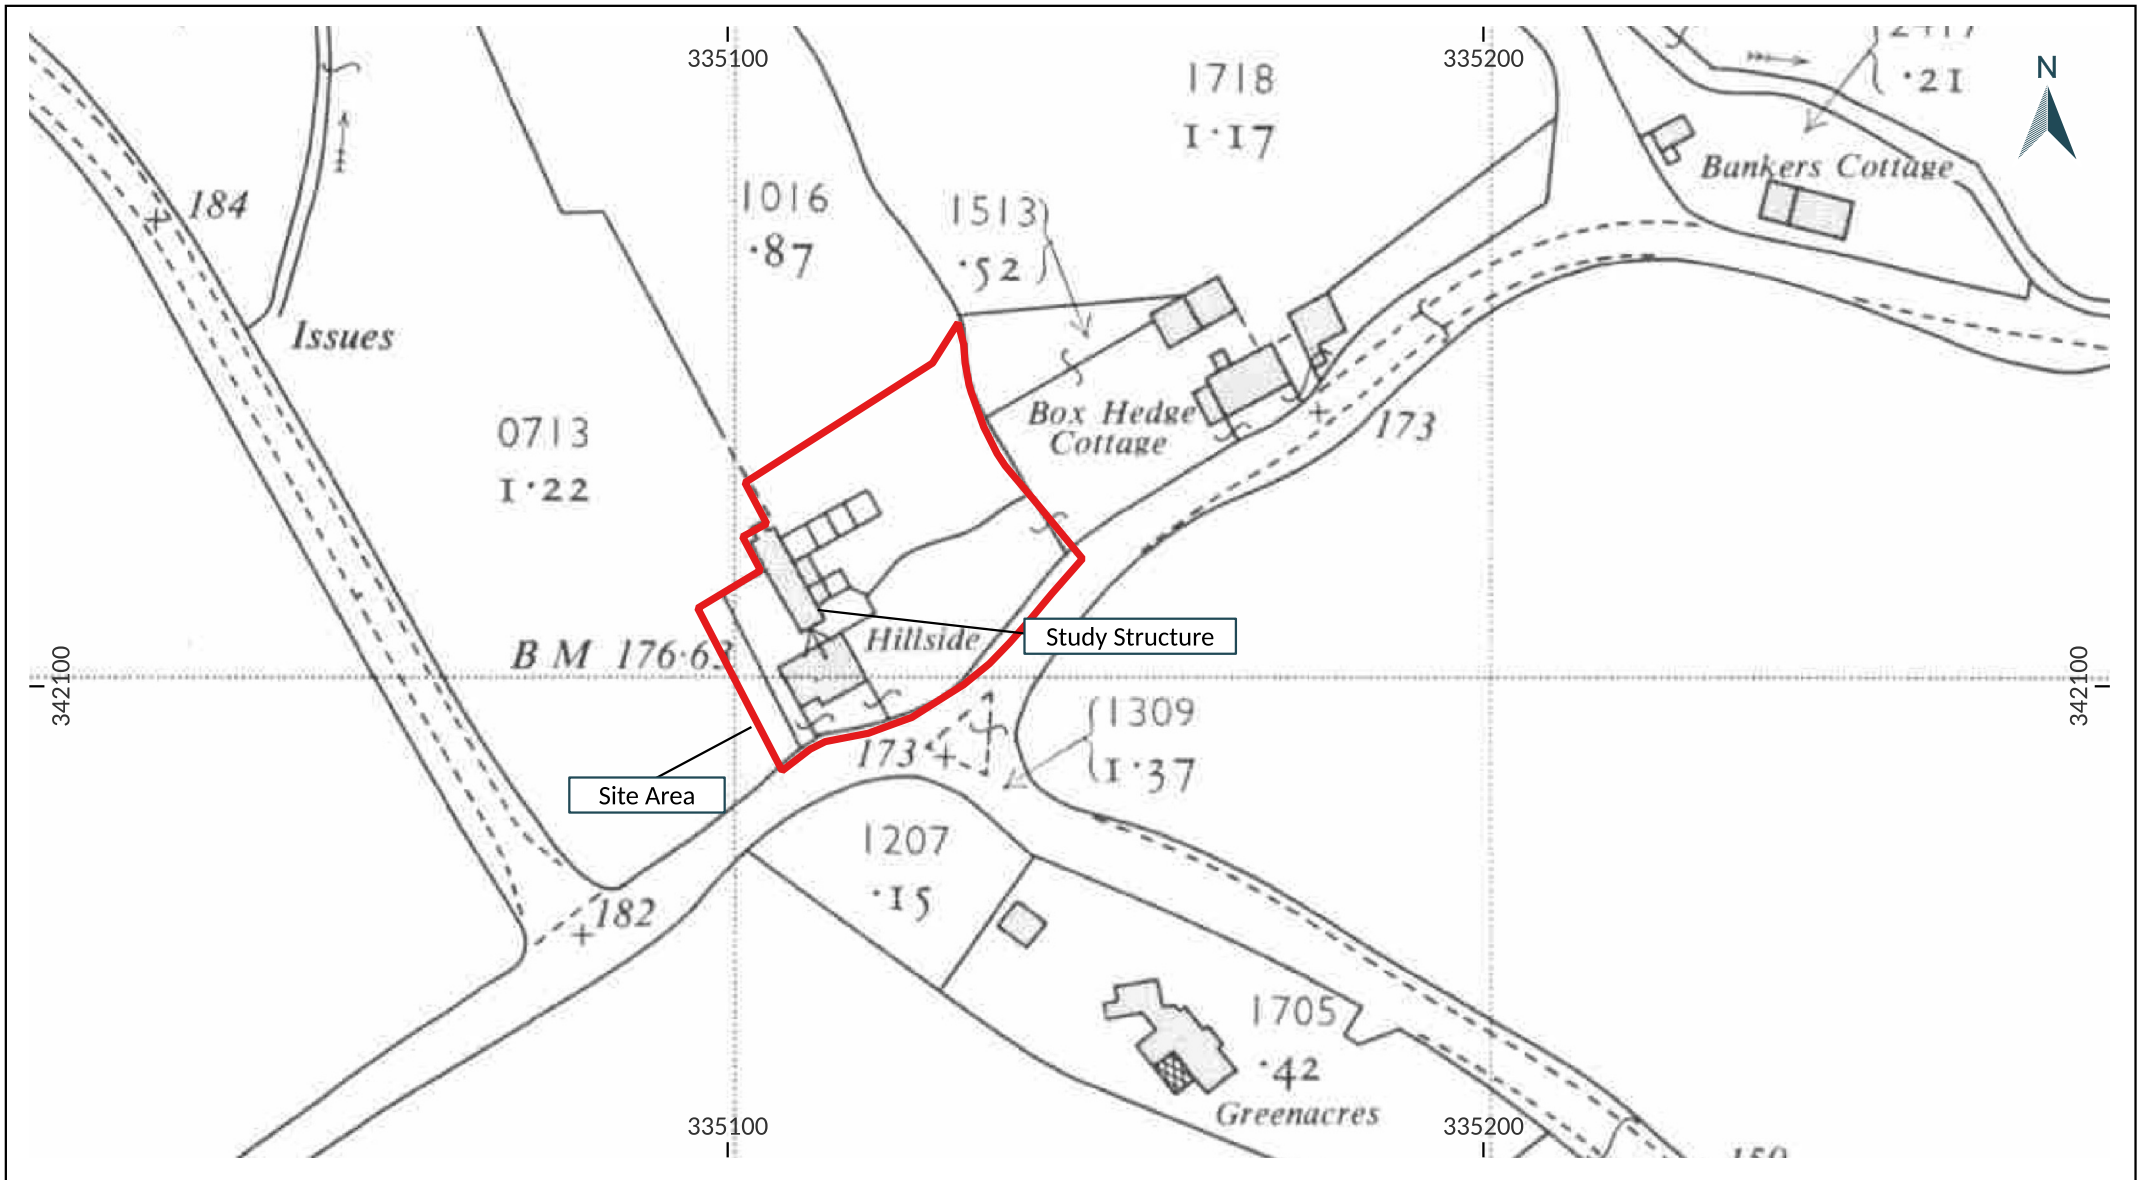 335100
335200
N
1718
1·17
·21
Bankers Cottage
184
1016
·87
1513
·52
Issues
0713
1·22
Box Hedge
Cottage
173
B M 176·63
Hillside
Study Structure
342100
342100
173
1309
1·37
Site Area
1207
·15
182
1705
·42
Greenacres
335100
335200